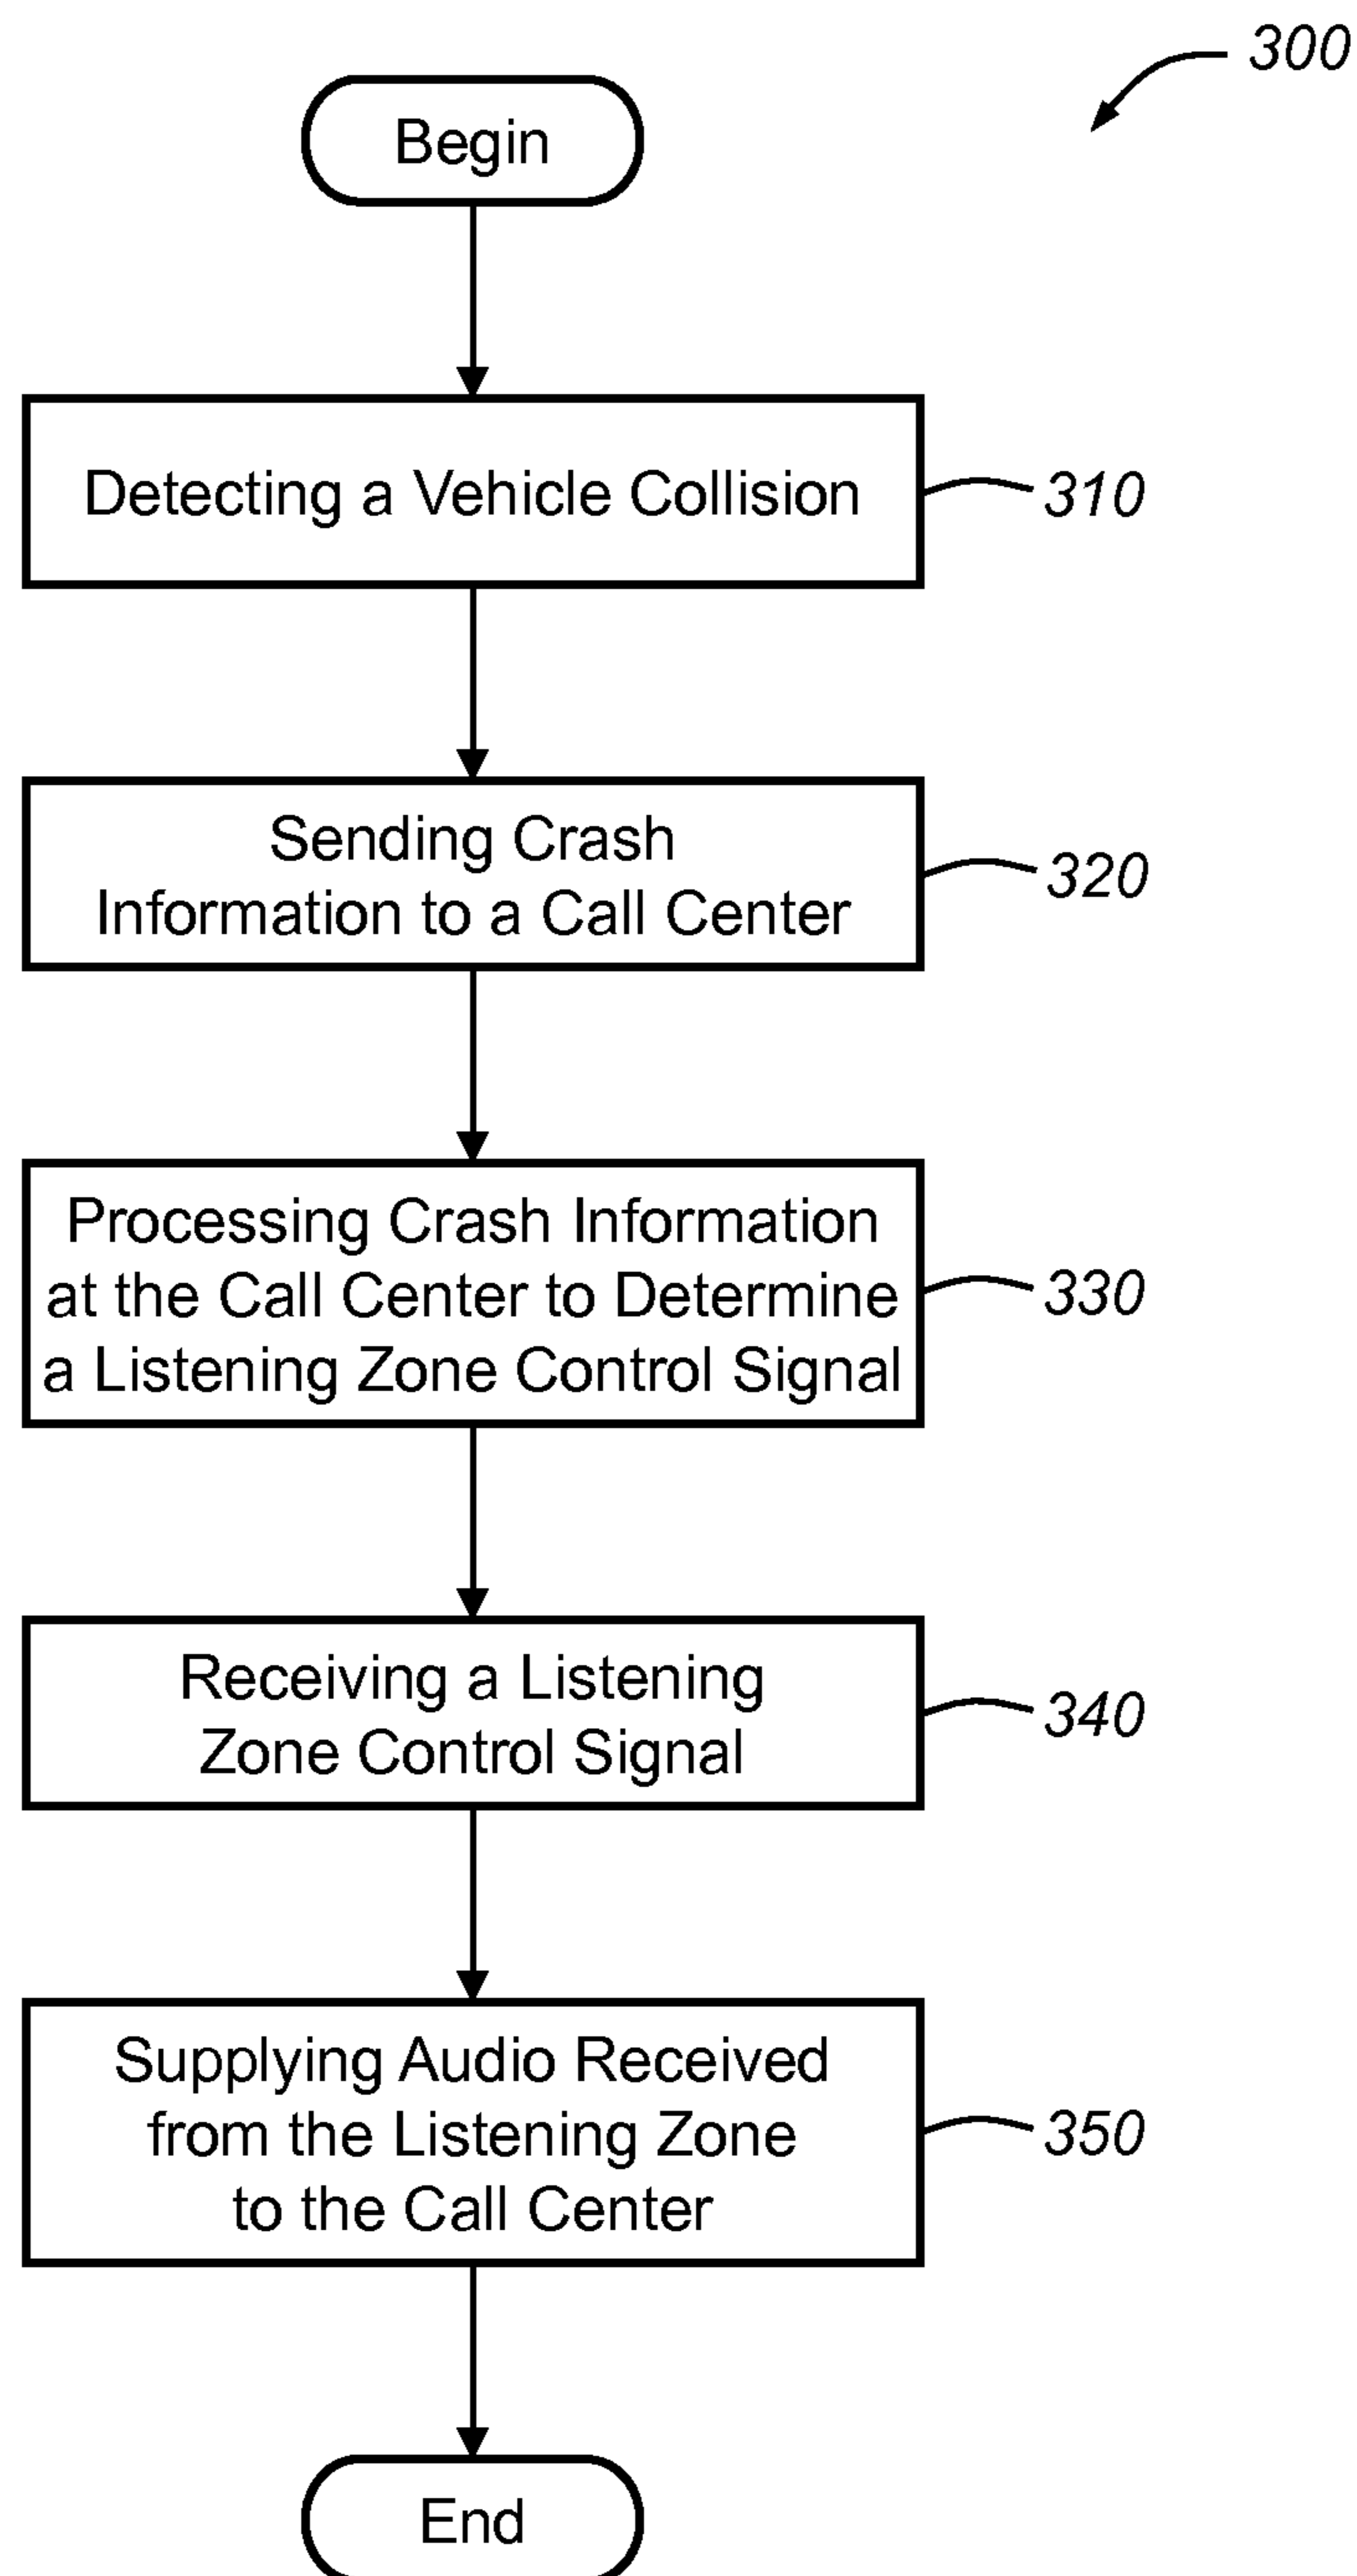 300
Begin
Detecting a Vehicle Collision
310
Sending Crash
Information to a Call Center
320
Processing Crash Information
at the Call Center to Determine
a Listening Zone Control Signal
330
Receiving a Listening
Zone Control Signal
340
Supplying Audio Received
from the Listening Zone
to the Call Center
350
End